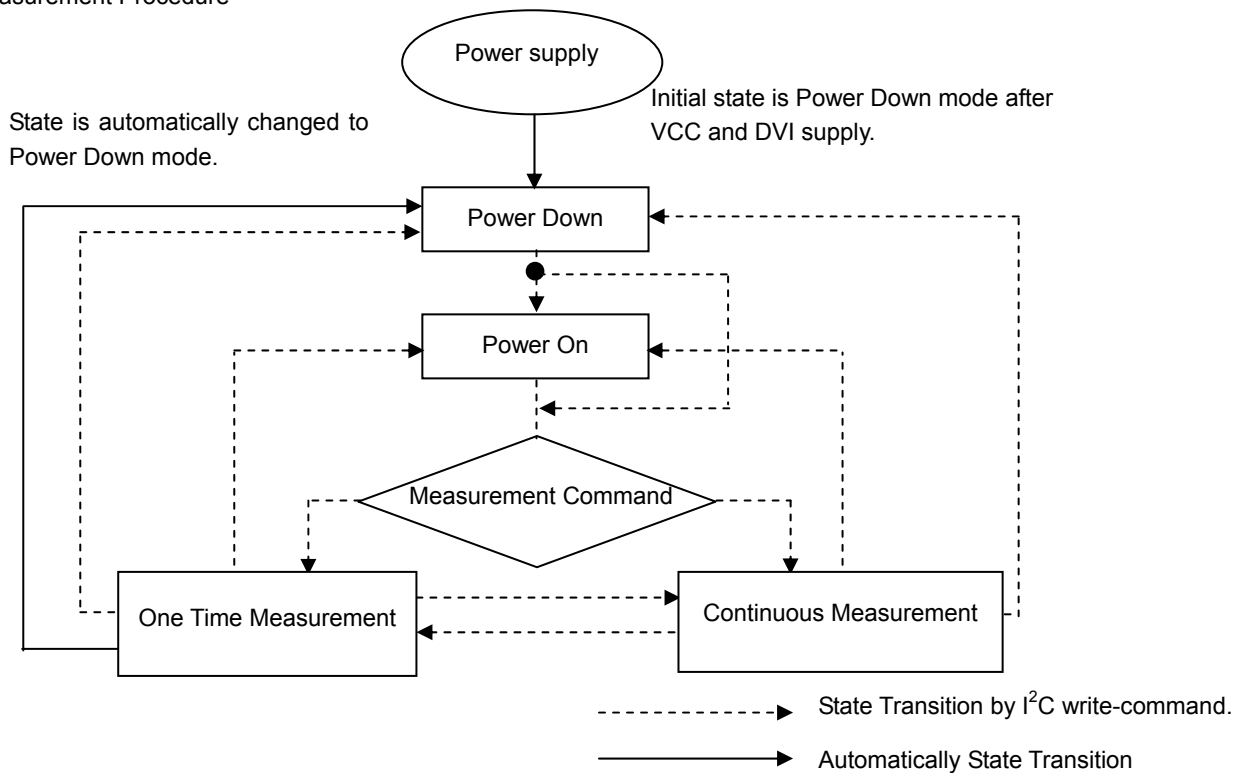 Power supply
Initial state is Power Down mode after
VCC and DVI supply.
State is automatically changed to
Power Down mode.
Power Down
Power On
Measurement Command
One Time Measurement
Continuous Measurement
State Transition by I²C write-command.
Automatically State Transition